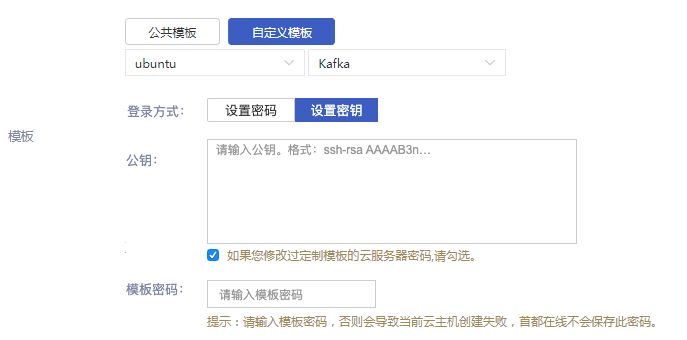 公共模板 自定义模板
ubuntu Kafka
登录方式： 设置密码 设置密钥
模板
公钥： 请输入公钥。格式：ssh-rsa AAAAB3n...
如果您修改过定制模板的云服务器密码,请勾选。
模板密码： 请输入模板密码
提示：请输入模板密码，否则会导致当前云主机创建失败，首都在线不会保存此密码。